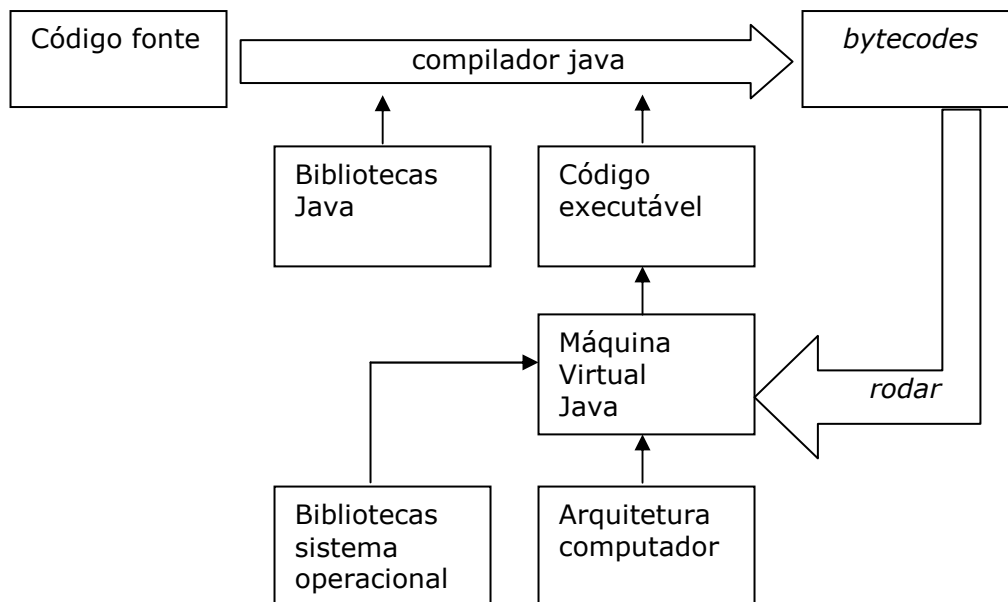 Código fonte
compilador java
bytecodes
Bibliotecas
Java
Código
executável
Máquina
Virtual
Java
rodar
Bibliotecas
sistema
operacional
Arquitetura
computador